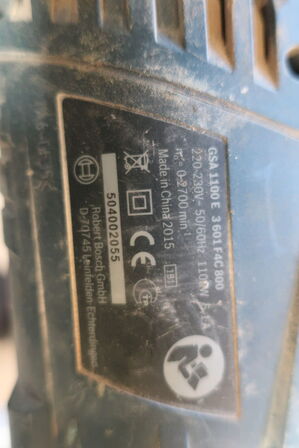 GSA 1100 E 3 601 F4C 800
220-230V~ 50/60Hz 1100W
n₀= 0-2700 min⁻¹
Made in China 2015
504002055
Robert Bosch GmbH
D-70745 Leinfelden-Echterdingen